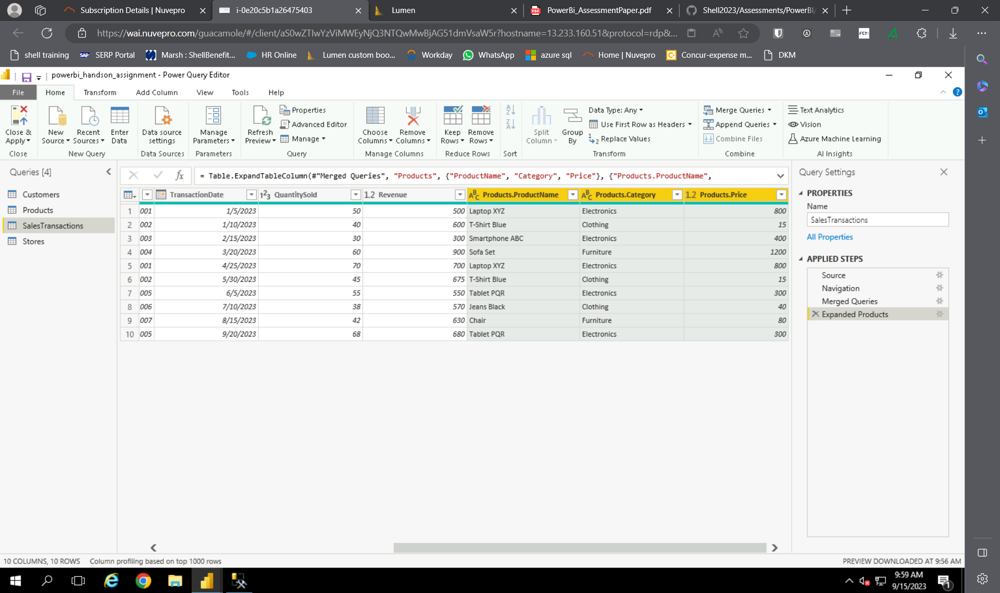 Subscription Details | Nuvepro
i-0e20c5b1a26475403
Lumen
PowerBi_AssessmentPaper.pdf
Shell2023/Assessments/PowerBI/
https://wai.nuvepro.com/guacamole/#/client/aS0wZTIwYzViMWEyNjQ3NTQwMwBjAG51dmVsaW5r?hostname=13.233.160.51&protocol=rdp&...
shell training
SERP Portal
Marsh : ShellBenefit...
HR Online
Lumen custom boo...
Workday
WhatsApp
azure sql
Home | Nuvepro
Concur-expense m...
DKM
powerbi_handson_assignment - Power Query Editor
File Home Transform Add Column View Tools Help
Close & Apply
New Source
Recent Sources
Enter Data
Data source settings
Manage Parameters
Refresh Preview
Properties
Advanced Editor
Manage
Choose Columns
Remove Columns
Keep Rows
Remove Rows
Split Column
Group By
Data Type: Any
Use First Row as Headers
Replace Values
Merge Queries
Append Queries
Combine Files
Text Analytics
Vision
Azure Machine Learning
Close New Query Data Sources Parameters Query Manage Columns Reduce Rows Sort Transform Combine AI Insights
Queries [4]
Customers
Products
SalesTransactions
Stores
= Table.ExpandTableColumn(#"Merged Queries", "Products", {"ProductName", "Category", "Price"}, {"Products.ProductName",
TransactionDate 1²3 QuantitySold 1.2 Revenue ABC Products.ProductName ABC Products.Category 1.2 Products.Price
1 001 1/5/2023 50 500 Laptop XYZ Electronics 800
2 002 1/10/2023 40 600 T-Shirt Blue Clothing 15
3 003 2/15/2023 30 300 Smartphone ABC Electronics 400
4 004 3/20/2023 60 900 Sofa Set Furniture 1200
5 001 4/25/2023 70 700 Laptop XYZ Electronics 800
6 002 5/30/2023 45 675 T-Shirt Blue Clothing 15
7 005 6/5/2023 55 550 Tablet PQR Electronics 300
8 006 7/10/2023 38 570 Jeans Black Clothing 40
9 007 8/15/2023 42 630 Chair Furniture 80
10 005 9/20/2023 68 680 Tablet PQR Electronics 300
Query Settings
PROPERTIES
Name
SalesTransactions
All Properties
APPLIED STEPS
Source
Navigation
Merged Queries
Expanded Products
10 COLUMNS, 10 ROWS Column profiling based on top 1000 rows
PREVIEW DOWNLOADED AT 9:56 AM
9:59 AM
9/15/2023
1